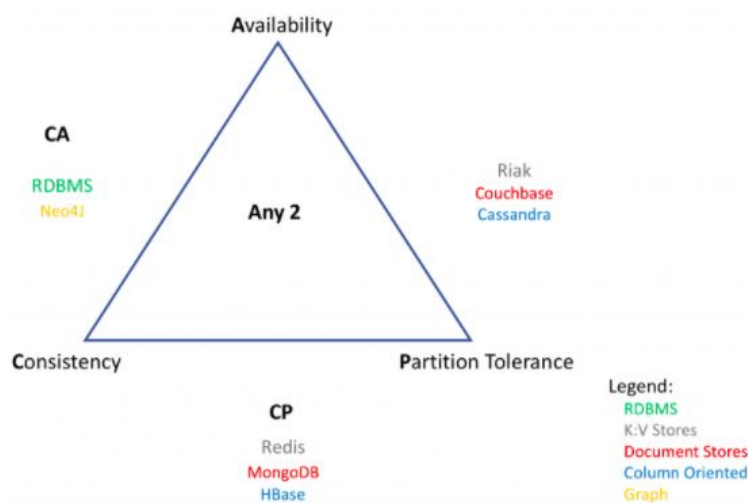 Availability
CA
RDBMS
Neo4J
Any 2
Riak
Couchbase
Cassandra
Consistency
Partition Tolerance
CP
Redis
MongoDB
HBase
Legend:
RDBMS
K:V Stores
Document Stores
Column Oriented
Graph